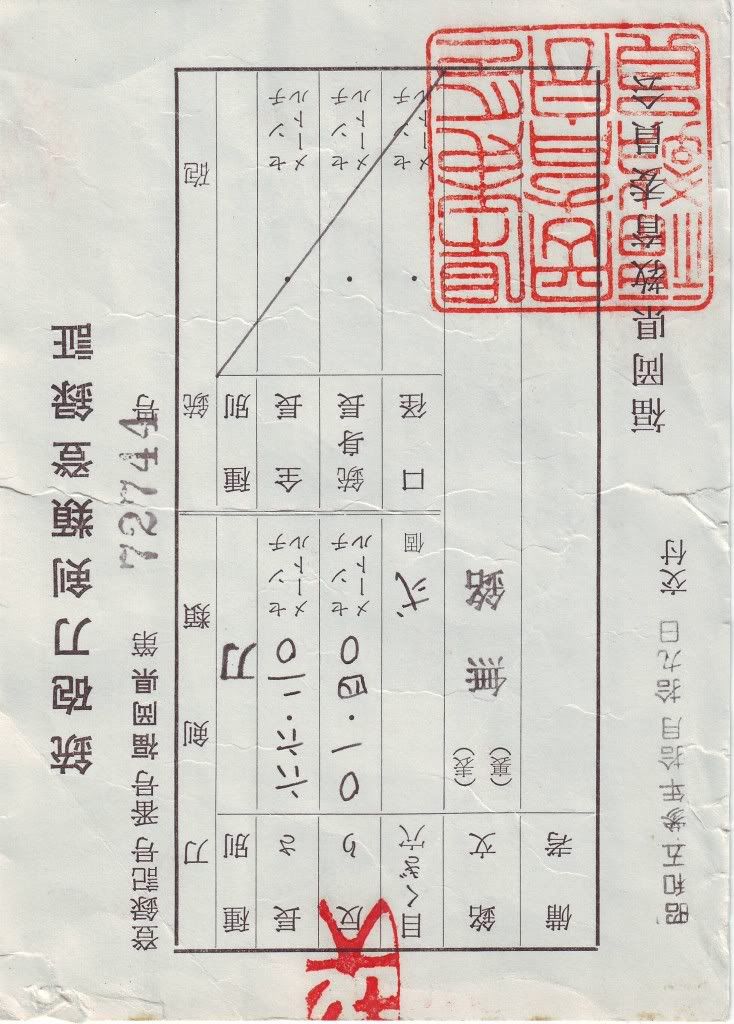 銃砲刀剣類登録証
登録記号番号福岡県第 72744 号
刀剣類
種別 刀
長さ 六六・二〇 センチメートル
反り 〇一・四〇 センチメートル
目くぎ穴 弐 個
銘文 (表) (裏) 無銘
備考
銃砲
種別
全長 ・ センチメートル
銃身長 ・ センチメートル
口径 ・ センチメートル
昭和五拾年拾月拾九日 交付
福岡県教育委員会